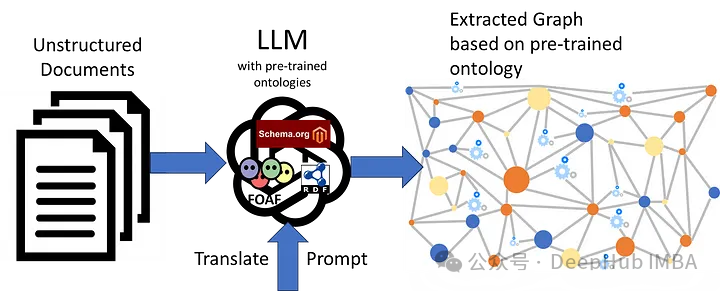 Unstructured
Documents
LLM
with pre-trained
ontologies
Schema.org
FOAF
RDF
Translate Prompt
Extracted Graph
based on pre-trained
ontology
公众号 · DeepHub IMBA